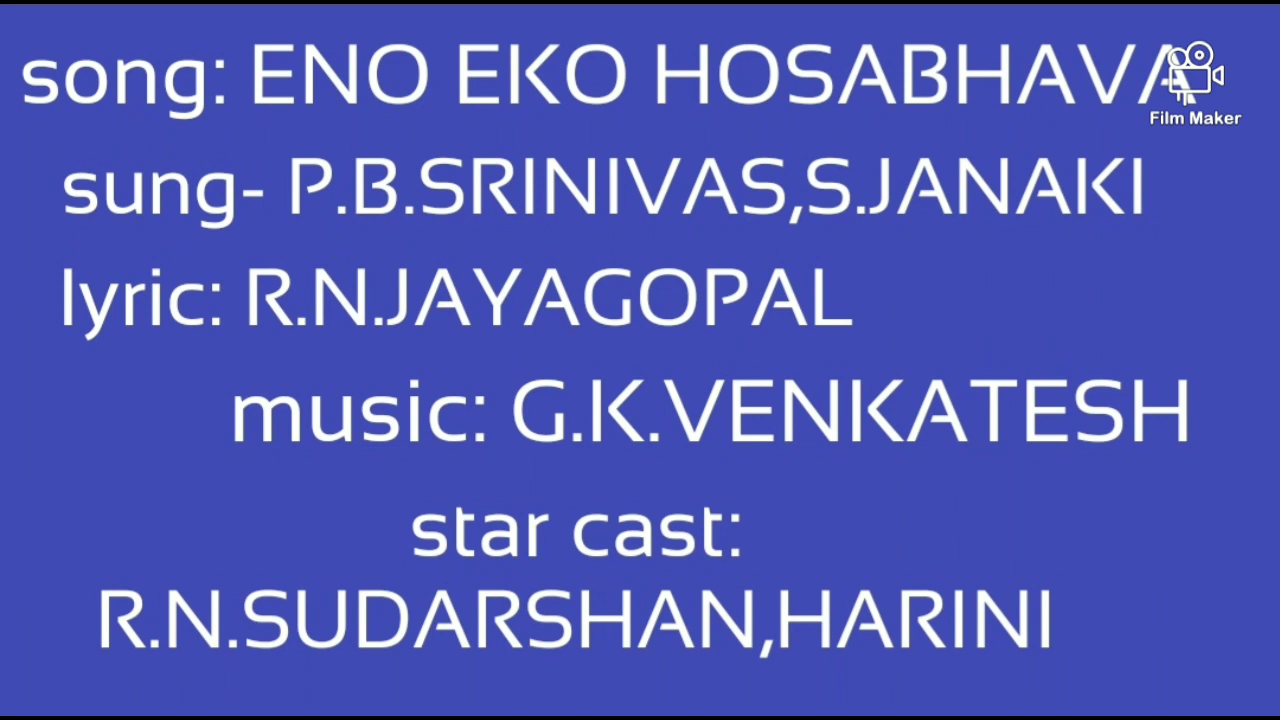 song: ENO EKO HOSABHAVA
Film Maker
sung- P.B.SRINIVAS,S.JANAKI
lyric: R.N.JAYAGOPAL
music: G.K.VENKATESH
star cast:
R.N.SUDARSHAN,HARINI